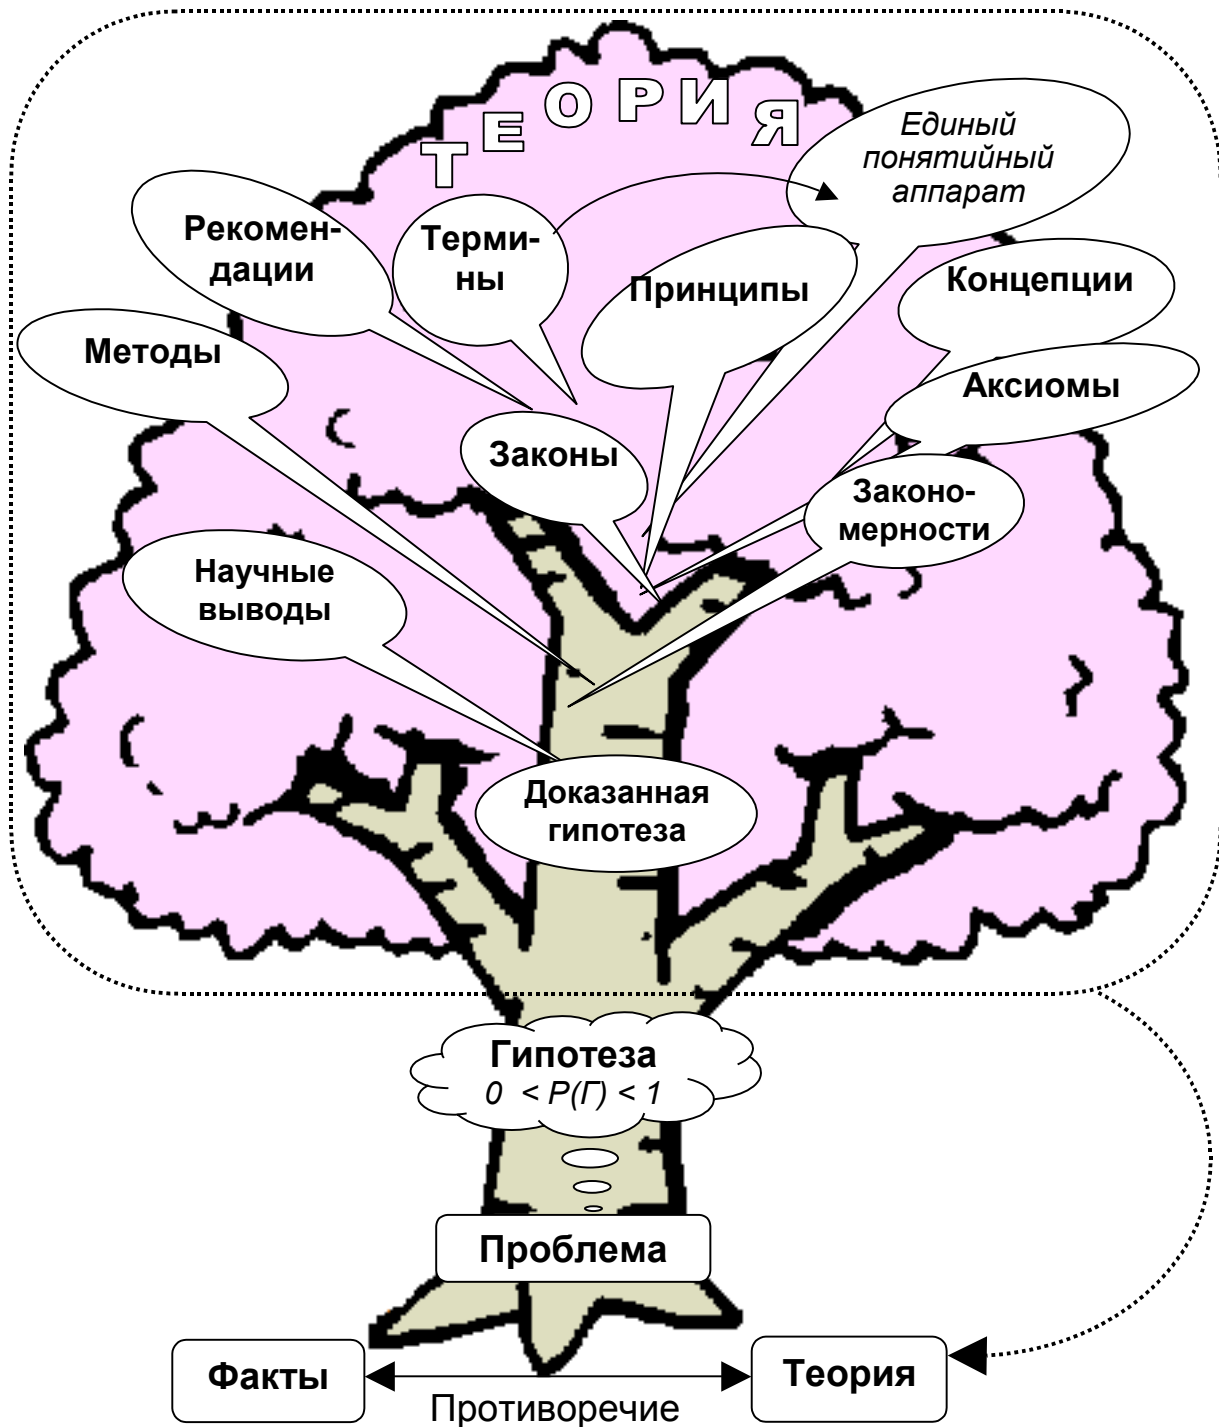 ТЕОРИЯ
Единый
понятийный
аппарат
Рекомен-
дации
Терми-
ны
Принципы
Концепции
Методы
Аксиомы
Законы
Законо-
мерности
Научные
выводы
Доказанная
гипотеза
Гипотеза
0 < P(Г) < 1
Проблема
Факты
Теория
Противоречие